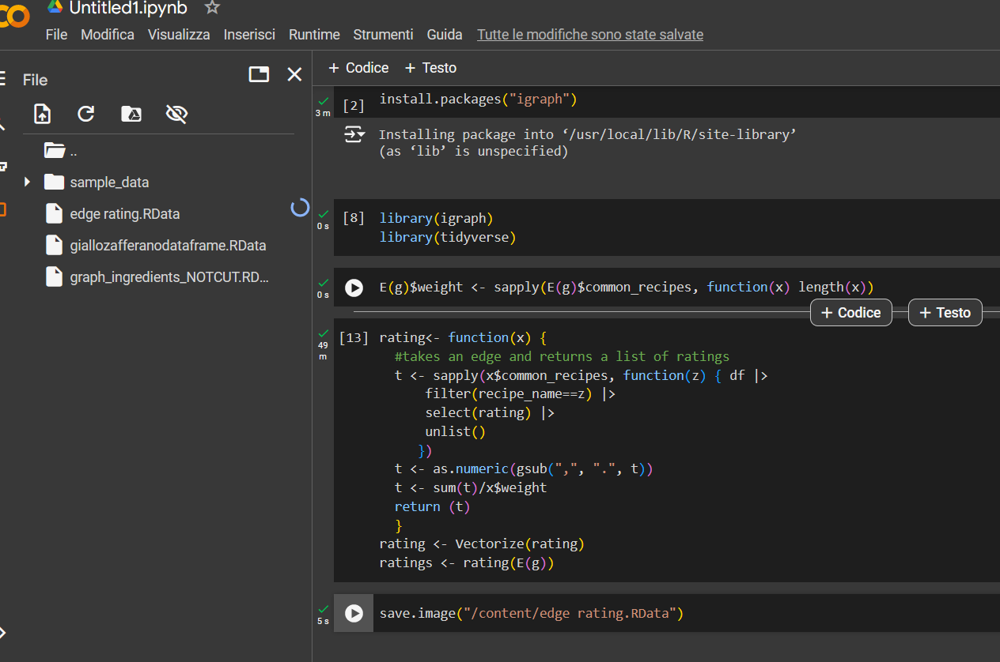 Untitled1.ipynb
File Modifica Visualizza Inserisci Runtime Strumenti Guida Tutte le modifiche sono state salvate
File
..
sample_data
edge rating.RData
giallozafferanodataframe.RData
graph_ingredients_NOTCUT.RD...
+ Codice + Testo
3 m
[2] install.packages("igraph")
Installing package into ‘/usr/local/lib/R/site-library’
(as ‘lib’ is unspecified)
0 s
[8] library(igraph)
library(tidyverse)
0 s
E(g)$weight <- sapply(E(g)$common_recipes, function(x) length(x))
+ Codice + Testo
49 m
[13] rating<- function(x) {
#takes an edge and returns a list of ratings
t <- sapply(x$common_recipes, function(z) { df |>
filter(recipe_name==z) |>
select(rating) |>
unlist()
})
t <- as.numeric(gsub(",", ".", t))
t <- sum(t)/x$weight
return (t)
}
rating <- Vectorize(rating)
ratings <- rating(E(g))
5 s
save.image("/content/edge rating.RData")